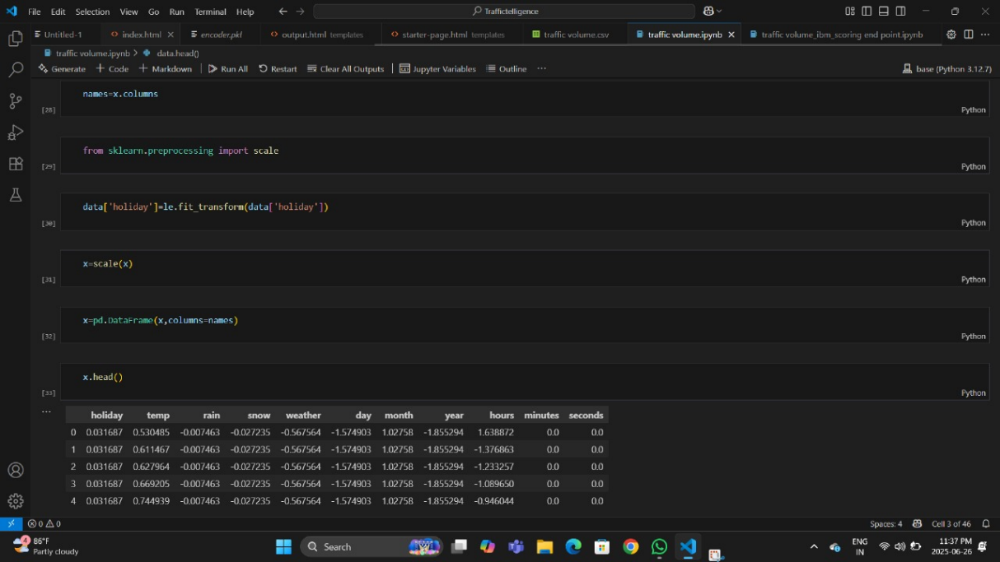 File Edit Selection View Go Run Terminal Help
Traffictelligence
Untitled-1 index.html encoder.pkl output.html templates starter-page.html templates traffic volume.csv traffic volume.ipynb traffic volume_ibm_scoring end point.ipynb
traffic volume.ipynb > data.head()
Generate + Code + Markdown Run All Restart Clear All Outputs Jupyter Variables Outline ... base (Python 3.12.7)
names=x.columns
[28] Python
from sklearn.preprocessing import scale
[29] Python
data['holiday']=le.fit_transform(data['holiday'])
[30] Python
x=scale(x)
[31] Python
x=pd.DataFrame(x,columns=names)
[32] Python
x.head()
[33] Python
...
holiday temp rain snow weather day month year hours minutes seconds
0 0.031687 0.530485 -0.007463 -0.027235 -0.567564 -1.574903 1.02758 -1.855294 1.638872 0.0 0.0
1 0.031687 0.611467 -0.007463 -0.027235 -0.567564 -1.574903 1.02758 -1.855294 -1.376863 0.0 0.0
2 0.031687 0.627964 -0.007463 -0.027235 -0.567564 -1.574903 1.02758 -1.855294 -1.233257 0.0 0.0
3 0.031687 0.669205 -0.007463 -0.027235 -0.567564 -1.574903 1.02758 -1.855294 -1.089650 0.0 0.0
4 0.031687 0.744939 -0.007463 -0.027235 -0.567564 -1.574903 1.02758 -1.855294 -0.946044 0.0 0.0
0 0 Spaces: 4 Cell 3 of 46
4 86°F
Partly cloudy
Search
ENG
IN
11:37 PM
2025-06-26